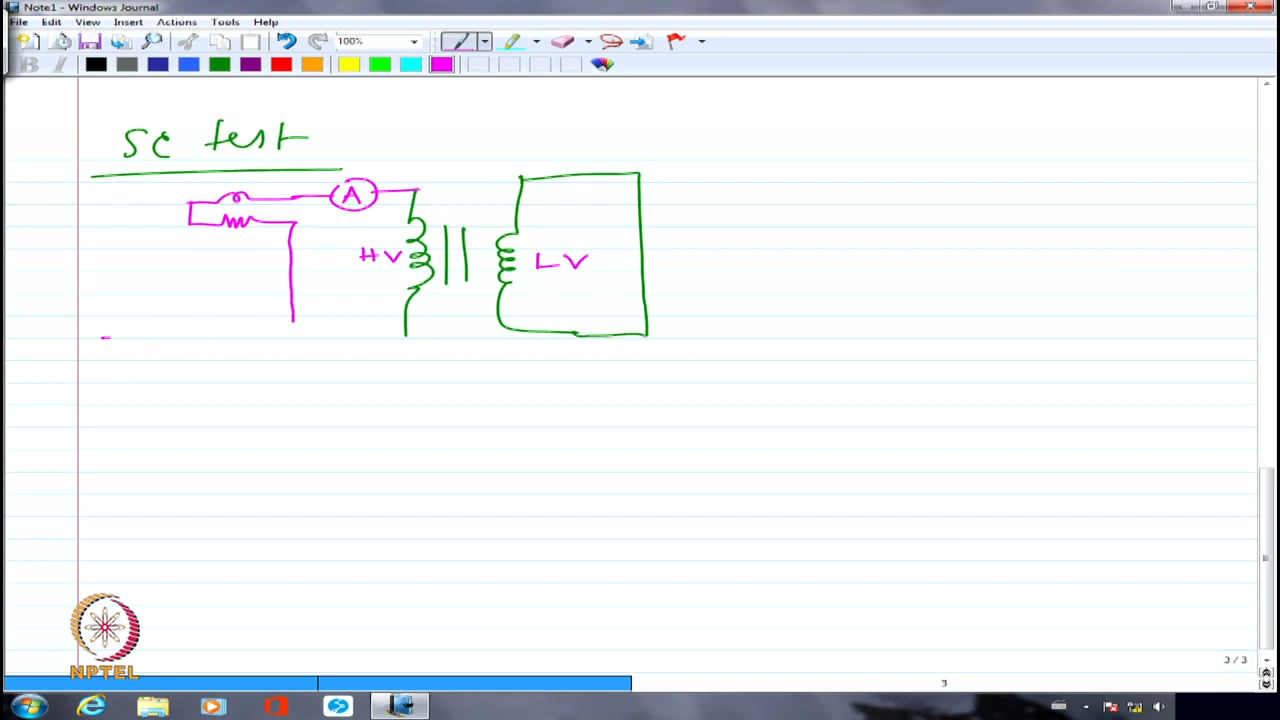 Note1 - Windows Journal
File Edit View Insert Actions Tools Help
100%
B I
SC test
A
HV
LV
3 / 3
NPTEL
3